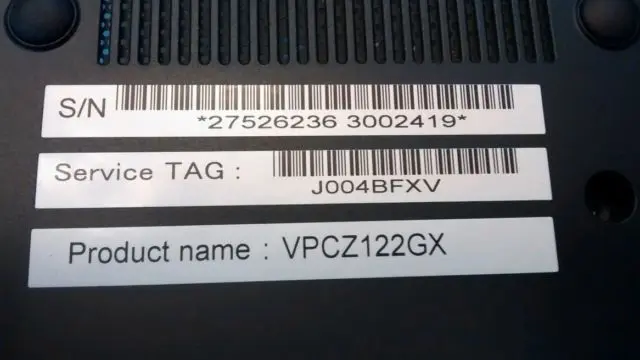 S/N
*27526236 3002419*
Service TAG :
J004BFXV
Product name : VPCZ122GX